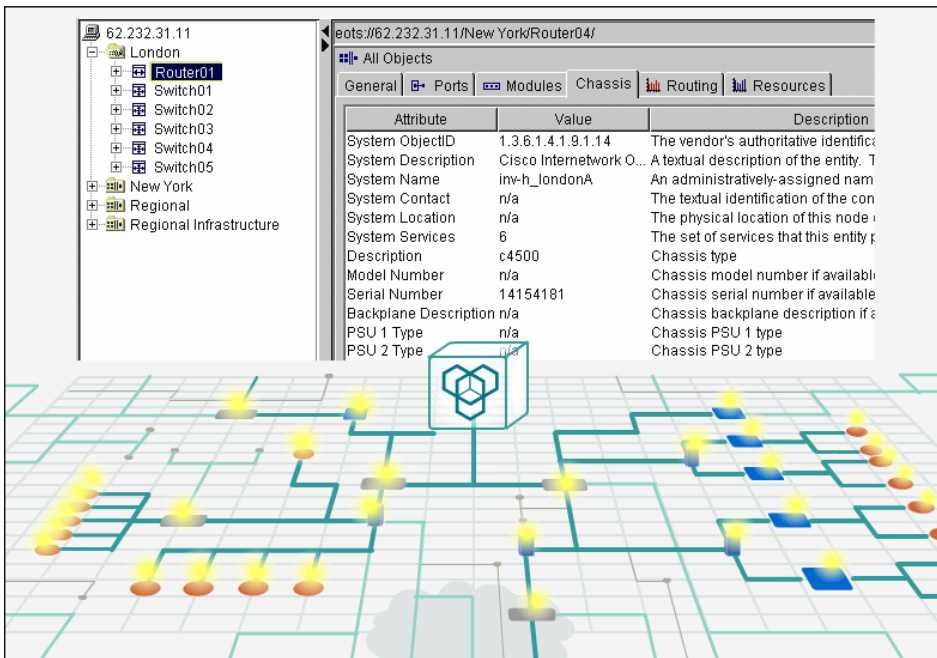 62.232.31.11
London
Router01
Switch01
Switch02
Switch03
Switch04
Switch05
New York
Regional
Regional Infrastructure
eots://62.232.31.11/New York/Router04/
All Objects
General Ports Modules Chassis Routing Resources
Attribute Value Description
System ObjectID 1.3.6.1.4.1.9.1.14 The vendor's authoritative identifica
System Description Cisco Internetwork O... A textual description of the entity. T
System Name inv-h_londonA An administratively-assigned nam
System Contact n/a The textual identification of the con
System Location n/a The physical location of this node
System Services 6 The set of services that this entity p
Description c4500 Chassis type
Model Number n/a Chassis model number if available
Serial Number 14154181 Chassis serial number if available
Backplane Description n/a Chassis backplane description if a
PSU 1 Type n/a Chassis PSU 1 type
PSU 2 Type n/a Chassis PSU 2 type